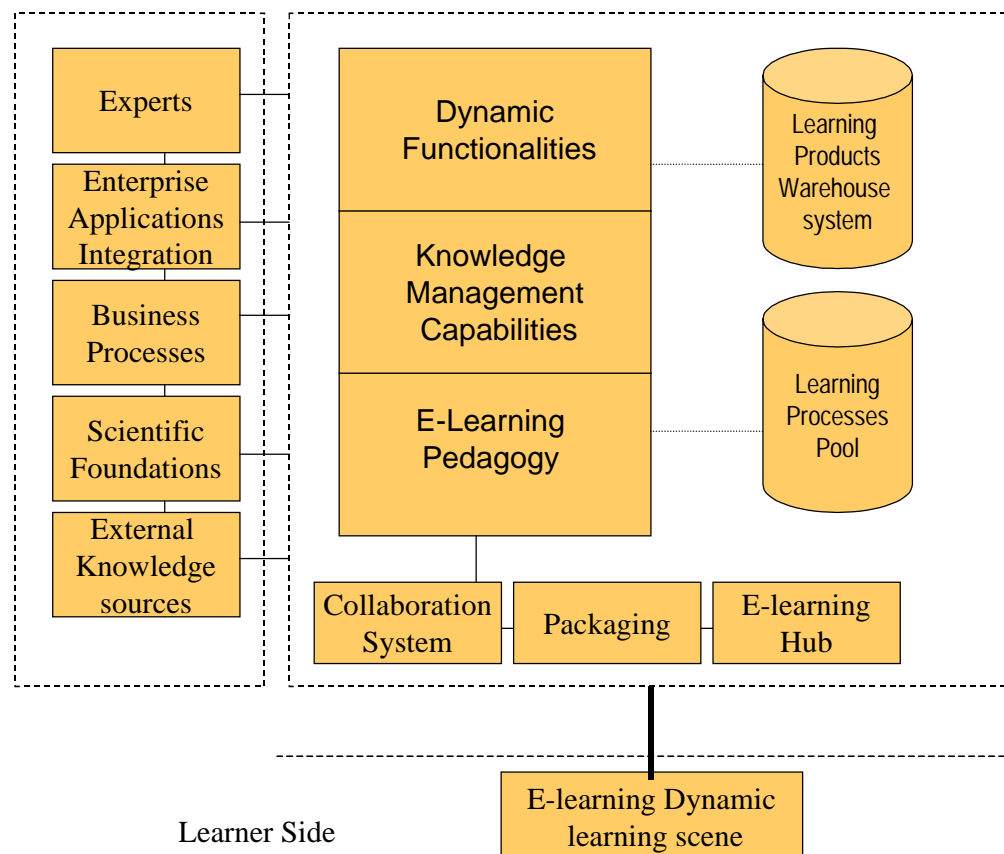 Experts
Enterprise
Applications
Integration
Business
Processes
Scientific
Foundations
External
Knowledge
sources
Dynamic
Functionalities
Knowledge
Management
Capabilities
E-Learning
Pedagogy
Learning
Products
Warehouse
system
Learning
Processes
Pool
Collaboration
System
Packaging
E-learning
Hub
E-learning Dynamic
learning scene
Learner Side